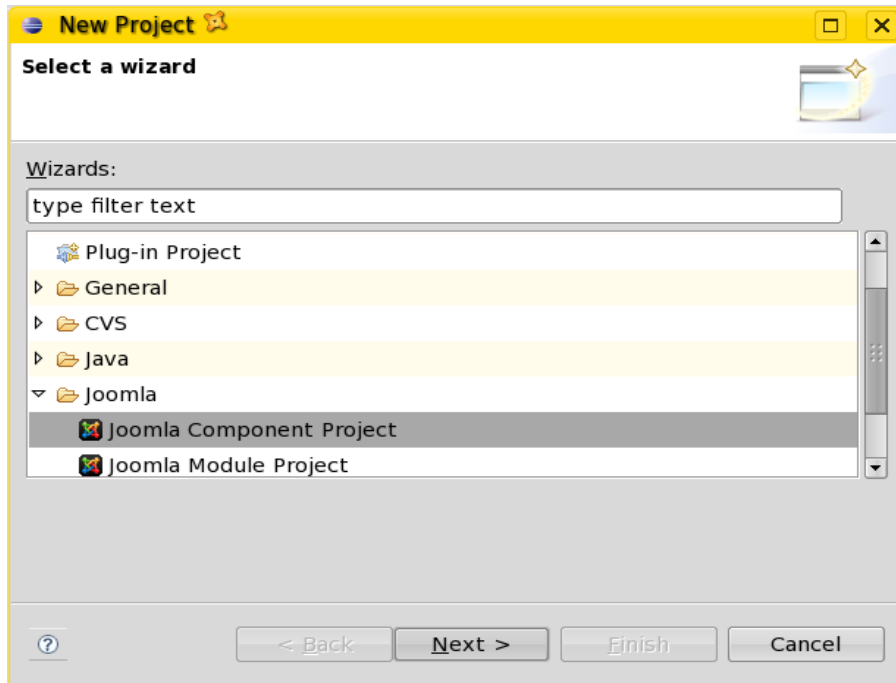 New Project
Select a wizard
Wizards:
type filter text
Plug-in Project
General
CVS
Java
Joomla
Joomla Component Project
Joomla Module Project
? < Back Next > Finish Cancel